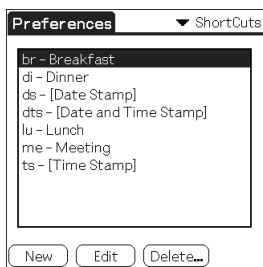 Preferences ShortCuts
br – Breakfast
di – Dinner
ds – [Date Stamp]
dts – [Date and Time Stamp]
lu – Lunch
me – Meeting
ts – [Time Stamp]
New Edit Delete...